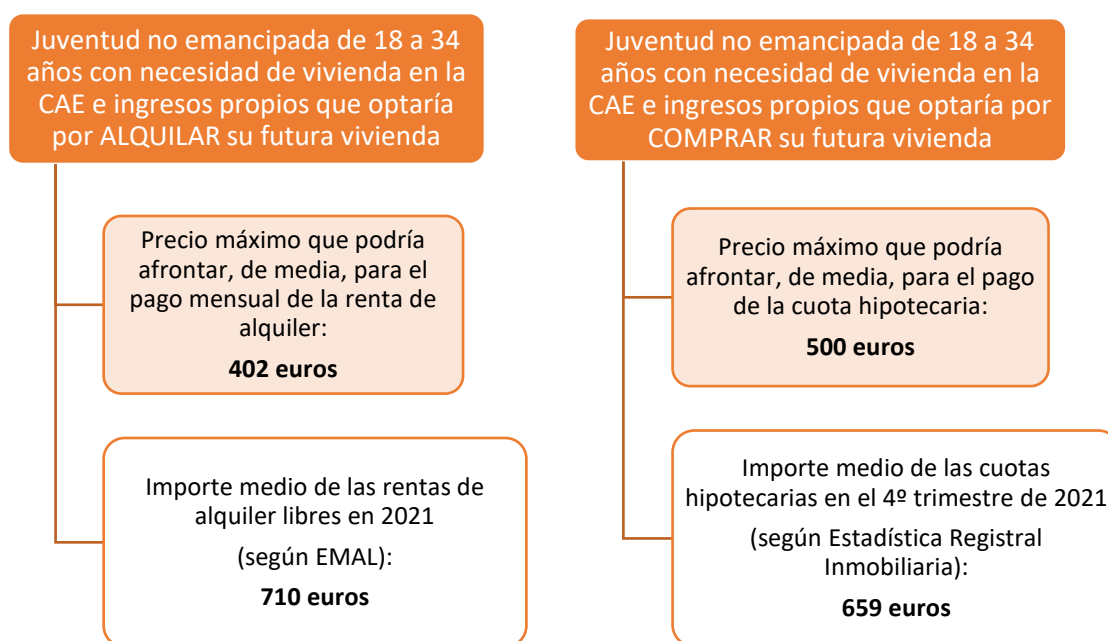 Juventud no emancipada de 18 a 34
años con necesidad de vivienda en la
CAE e ingresos propios que optaría
por ALQUILAR su futura vivienda
Precio máximo que podría
afrontar, de media, para el
pago mensual de la renta de
alquiler:
402 euros
Importe medio de las rentas de
alquiler libres en 2021
(según EMAL):
710 euros
Juventud no emancipada de 18 a 34
años con necesidad de vivienda en la
CAE e ingresos propios que optaría por
COMPRAR su futura vivienda
Precio máximo que podría
afrontar, de media, para el pago
de la cuota hipotecaria:
500 euros
Importe medio de las cuotas
hipotecarias en el 4º trimestre de 2021
(según Estadística Registral
Inmobiliaria):
659 euros